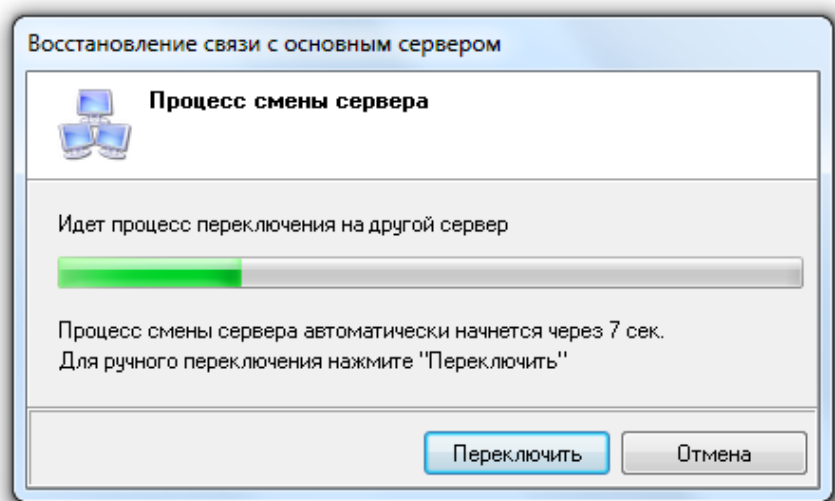 Восстановление связи с основным сервером
Процесс смены сервера
Идет процесс переключения на другой сервер
Процесс смены сервера автоматически начнется через 7 сек.
Для ручного переключения нажмите "Переключить"
Переключить
Отмена